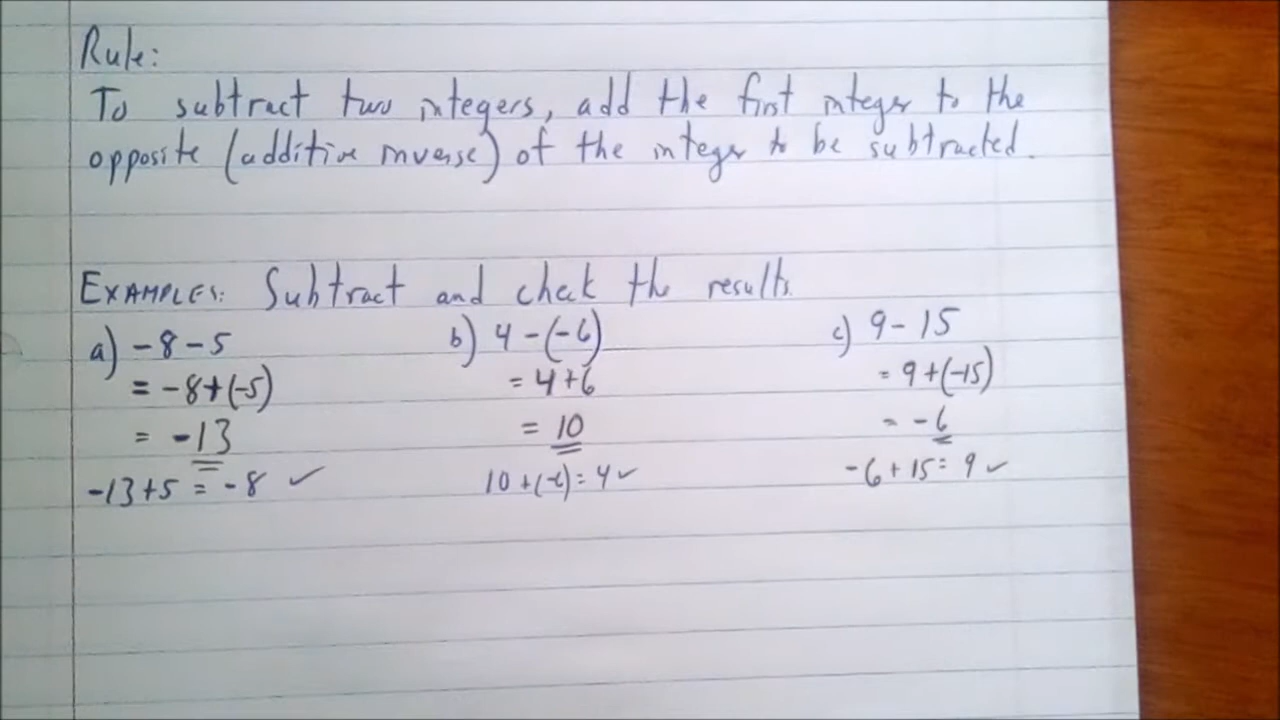 Rule:
To subtract two integers, add the first integer to the
opposite (additive inverse) of the integer to be subtracted.
EXAMPLES: Subtract and check the results.
a) -8-5
= -8+(-5)
= -13
-13+5 = -8 ✓
b) 4-(-6)
= 4+6
= 10
10+(-6)=4 ✓
c) 9-15
= 9+(-15)
= -6
-6+15=9 ✓